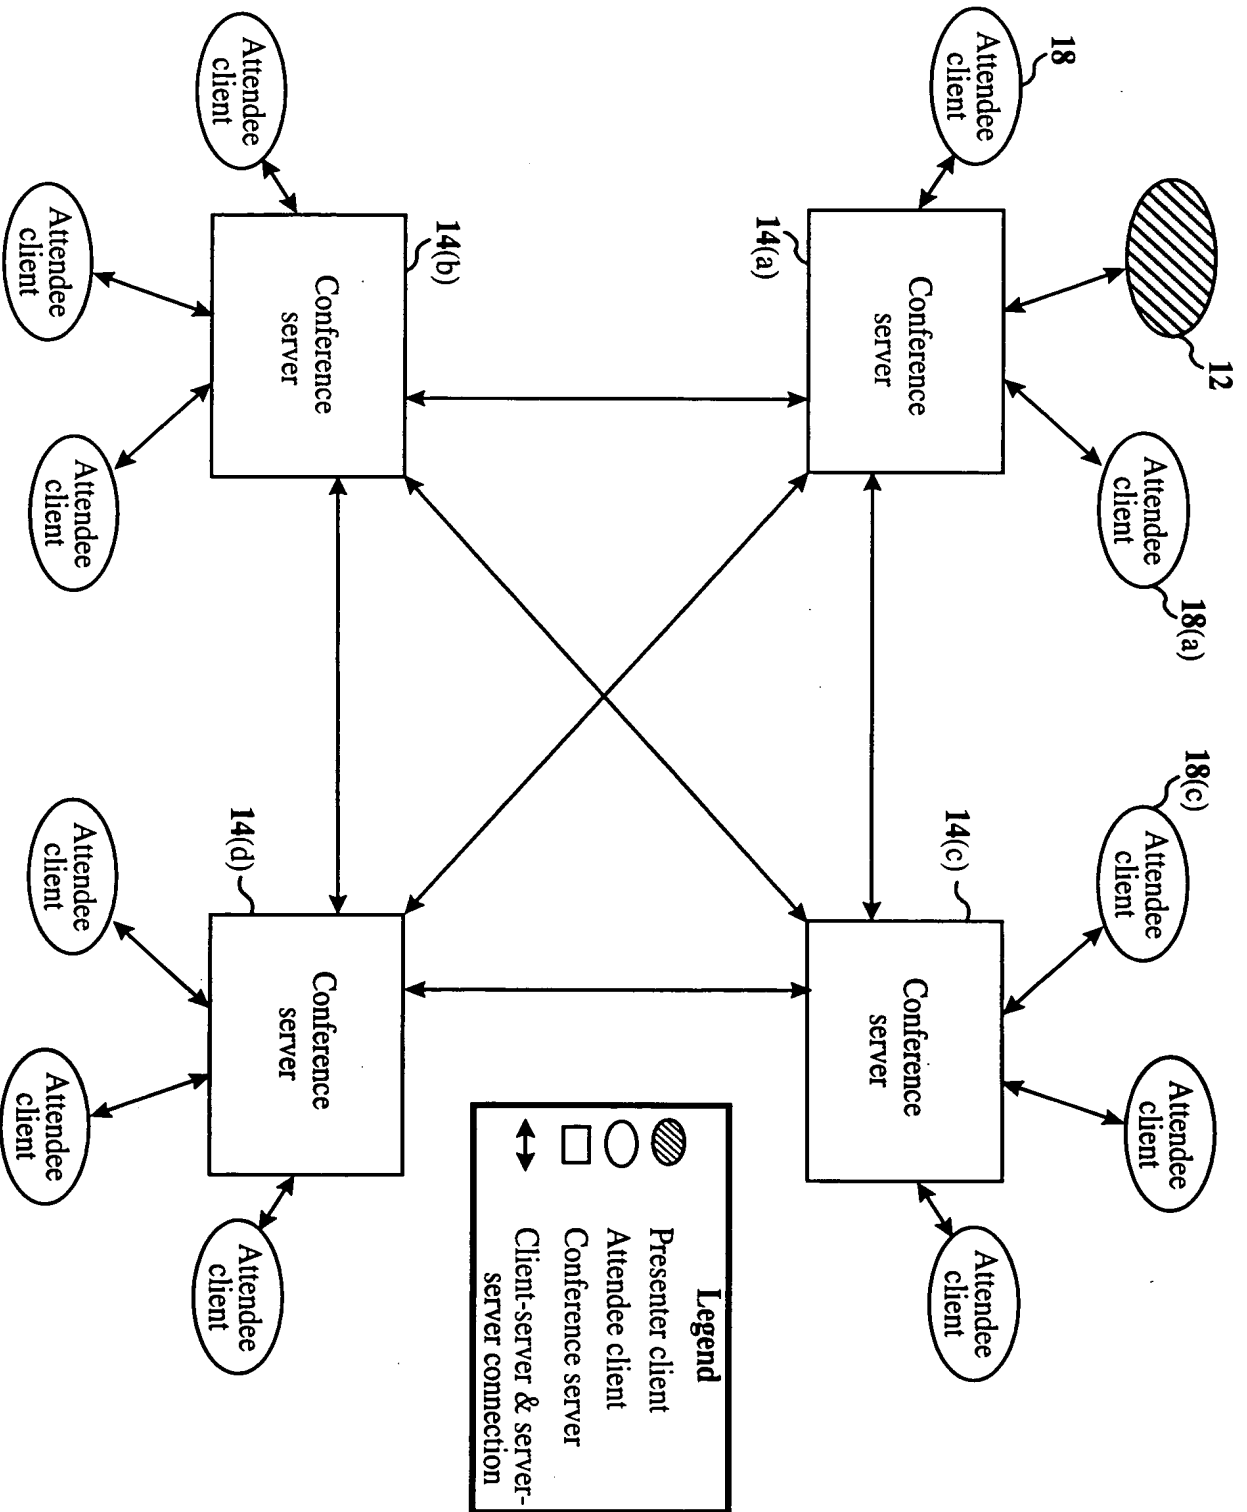 12
18(a)
18(c)
Attendee
client
Attendee
client
Attendee
client
18
Attendee
client
Attendee
client
14(c)
Conference
server
Conference
server
14(a)
Legend
Presenter client
Attendee client
Conference server
Client-server & server-
server connection
14(b)
Conference
server
Conference
server
14(d)
Attendee
client
Attendee
client
Attendee
client
Attendee
client
Attendee
client
Attendee
client